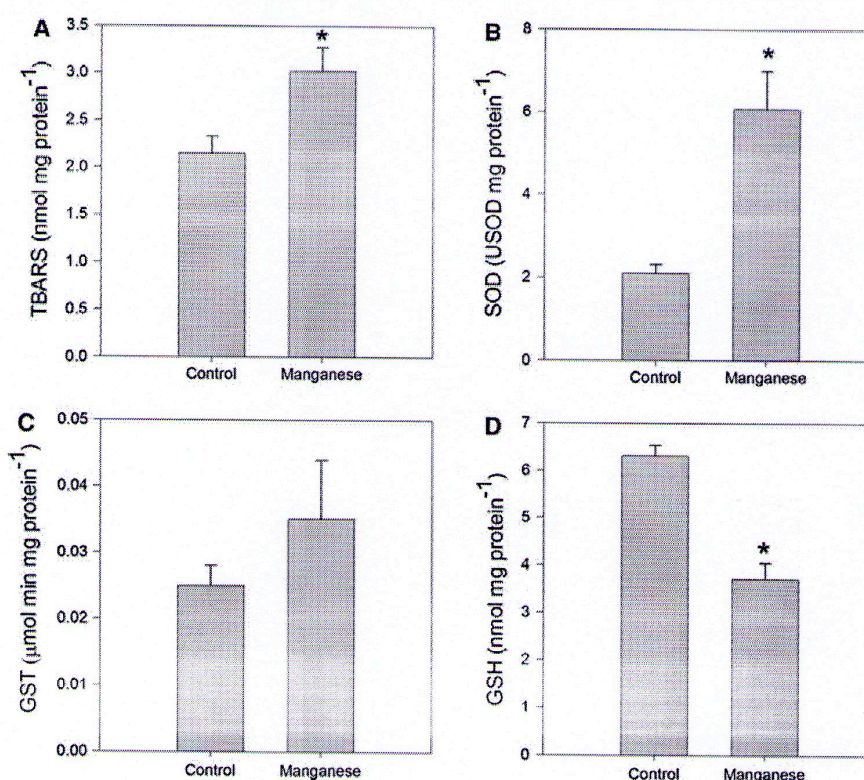 A
TBARS (nmol mg protein-1)
3.5
3.0
2.5
2.0
1.5
1.0
0.5
0.0
*
Control Manganese
B
SOD (USOD mg protein-1)
8
6
4
2
0
*
Control Manganese
C
GST (μmol min mg protein-1)
0.05
0.04
0.03
0.02
0.01
0.00
Control Manganese
D
GSH (nmol mg protein-1)
7
6
5
4
3
2
1
0
*
Control Manganese